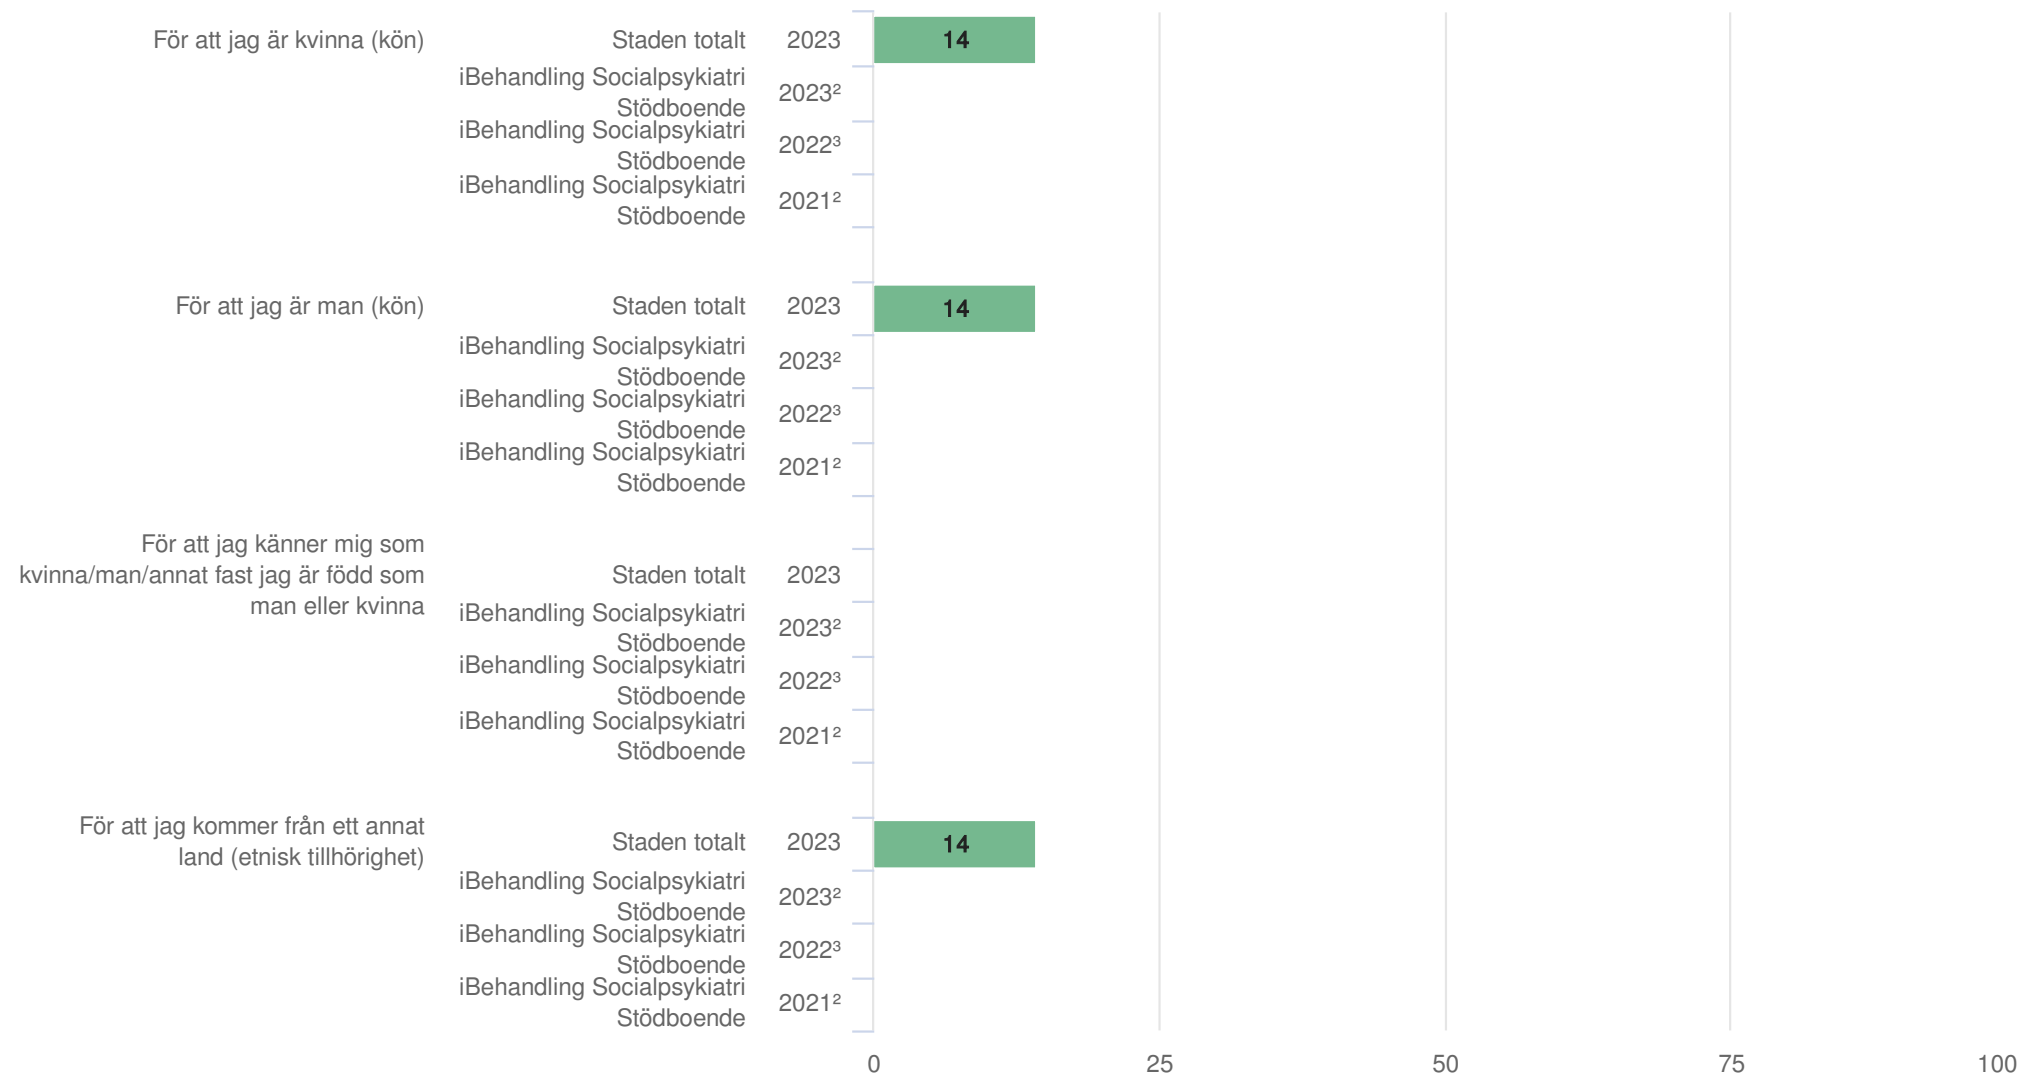 För att jag är kvinna (kön)
Staden totalt 2023 14
iBehandling Socialpsykiatri
Stödboende 2023²
iBehandling Socialpsykiatri
Stödboende 2022³
iBehandling Socialpsykiatri
Stödboende 2021²
För att jag är man (kön)
Staden totalt 2023 14
iBehandling Socialpsykiatri
Stödboende 2023²
iBehandling Socialpsykiatri
Stödboende 2022³
iBehandling Socialpsykiatri
Stödboende 2021²
För att jag känner mig som
kvinna/man/annat fast jag är född som
man eller kvinna
Staden totalt 2023
iBehandling Socialpsykiatri
Stödboende 2023²
iBehandling Socialpsykiatri
Stödboende 2022³
iBehandling Socialpsykiatri
Stödboende 2021²
För att jag kommer från ett annat
land (etnisk tillhörighet)
Staden totalt 2023 14
iBehandling Socialpsykiatri
Stödboende 2023²
iBehandling Socialpsykiatri
Stödboende 2022³
iBehandling Socialpsykiatri
Stödboende 2021²
0 25 50 75 100